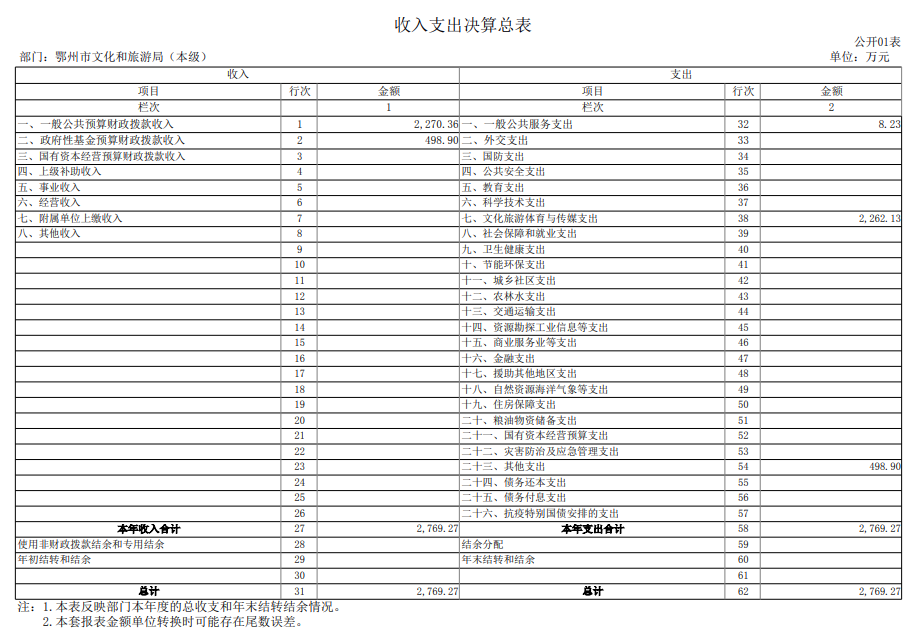 收入支出决算总表
公开01表
部门：鄂州市文化和旅游局（本级） 单位：万元
收入 支出
项目 行次 金额 项目 行次 金额
栏次 1 栏次 2
一、一般公共预算财政拨款收入 1 2,270.36 一、一般公共服务支出 32 8.23
二、政府性基金预算财政拨款收入 2 498.90 二、外交支出 33
三、国有资本经营预算财政拨款收入 3 三、国防支出 34
四、上级补助收入 4 四、公共安全支出 35
五、事业收入 5 五、教育支出 36
六、经营收入 6 六、科学技术支出 37
七、附属单位上缴收入 7 七、文化旅游体育与传媒支出 38 2,262.13
八、其他收入 8 八、社会保障和就业支出 39
9 九、卫生健康支出 40
10 十、节能环保支出 41
11 十一、城乡社区支出 42
12 十二、农林水支出 43
13 十三、交通运输支出 44
14 十四、资源勘探工业信息等支出 45
15 十五、商业服务业等支出 46
16 十六、金融支出 47
17 十七、援助其他地区支出 48
18 十八、自然资源海洋气象等支出 49
19 十九、住房保障支出 50
20 二十、粮油物资储备支出 51
21 二十一、国有资本经营预算支出 52
22 二十二、灾害防治及应急管理支出 53
23 二十三、其他支出 54 498.90
24 二十四、债务还本支出 55
25 二十五、债务付息支出 56
26 二十六、抗疫特别国债安排的支出 57
本年收入合计 27 2,769.27 本年支出合计 58 2,769.27
使用非财政拨款结余和专用结余 28 结余分配 59
年初结转和结余 29 年末结转和结余 60
30 61
总计 31 2,769.27 总计 62 2,769.27
注：1.本表反映部门本年度的总收支和年末结转结余情况。
2.本套报表金额单位转换时可能存在尾数误差。